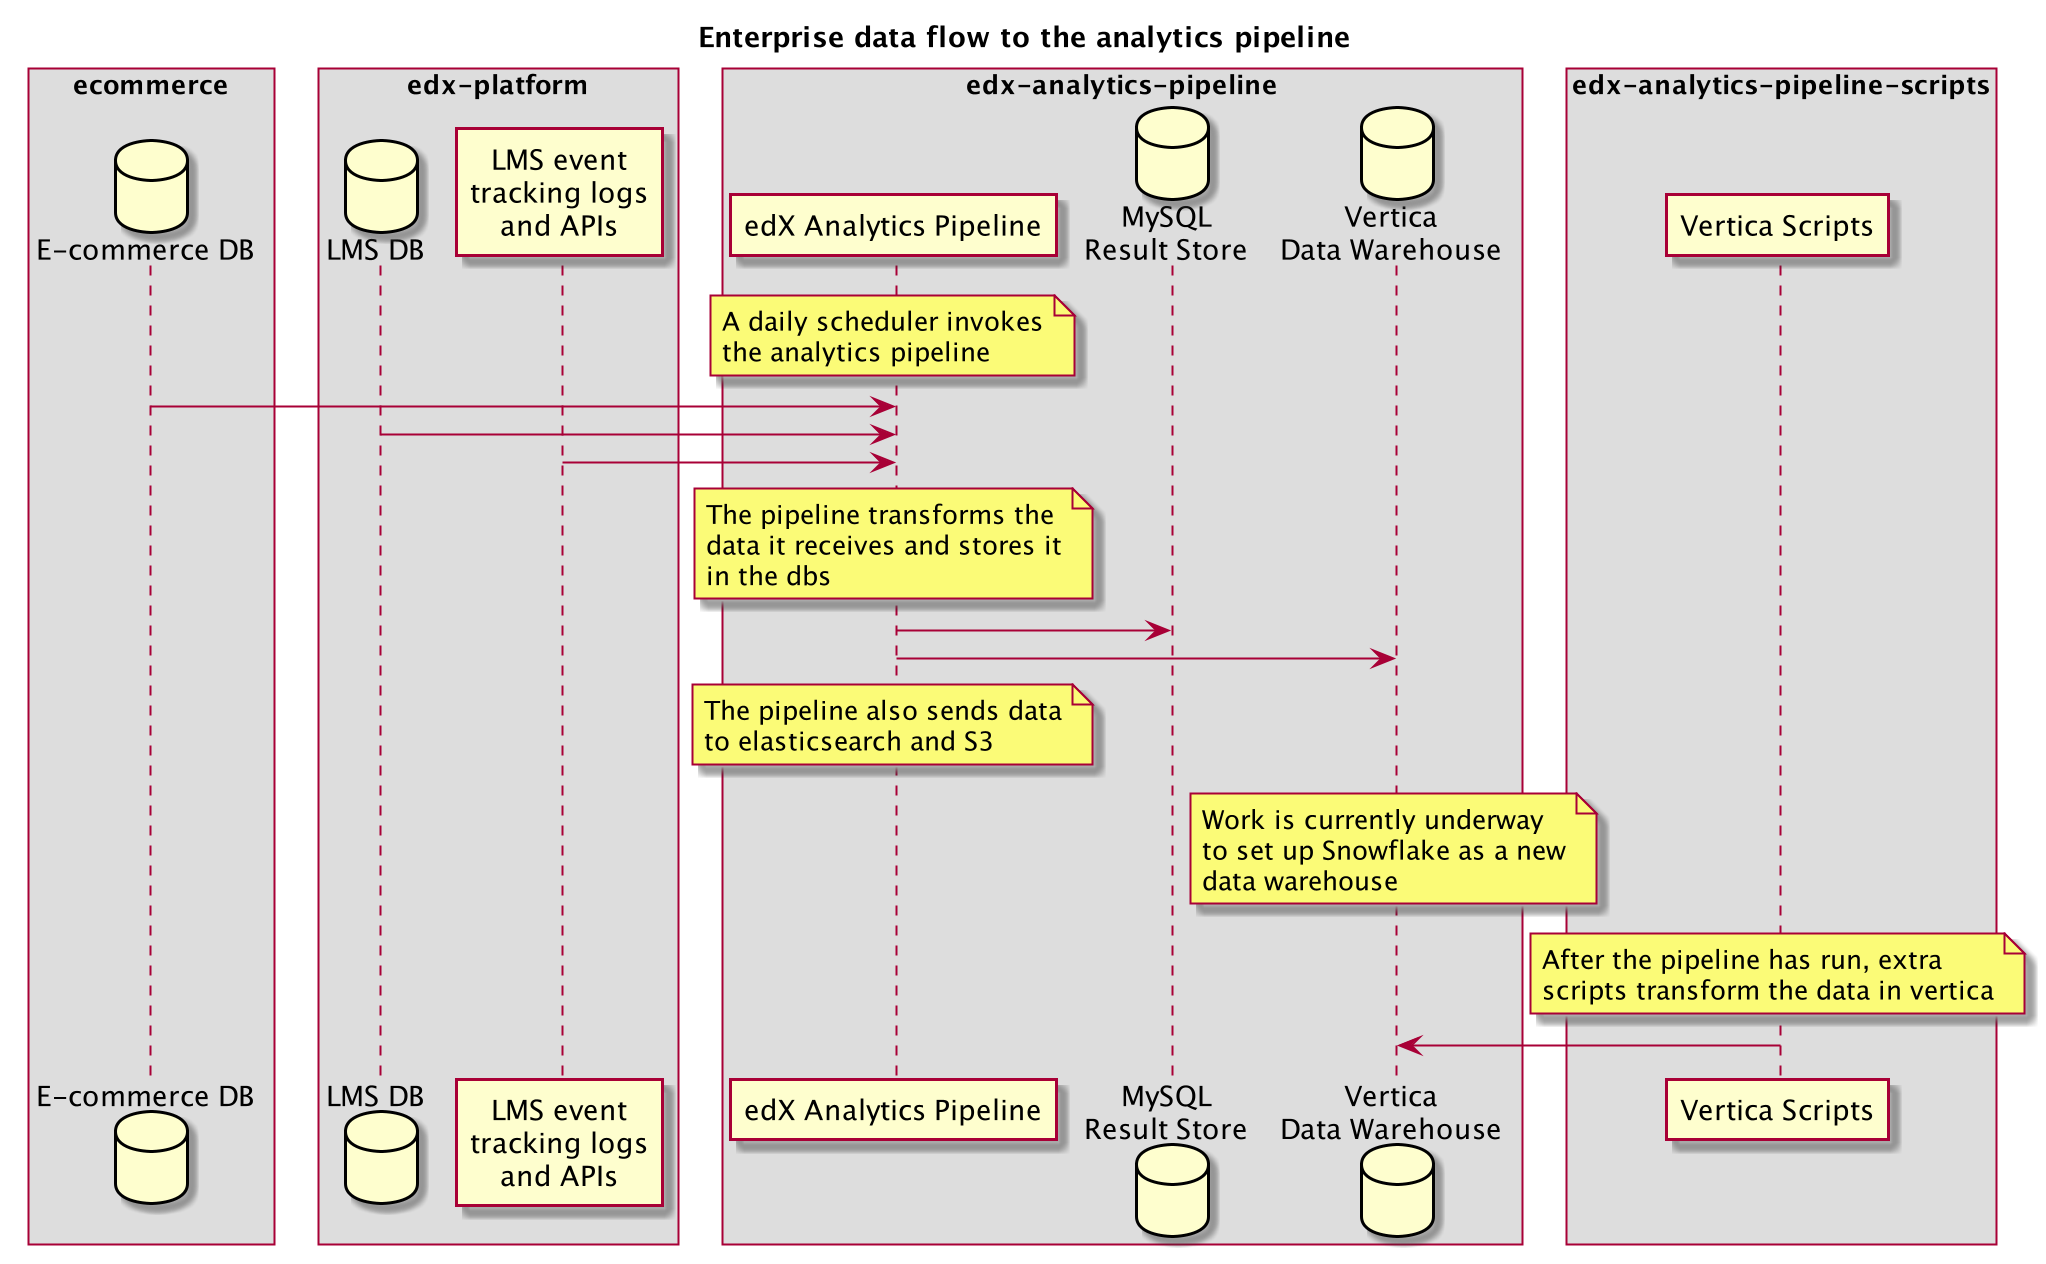 Enterprise data flow to the analytics pipeline
ecommerce
edx-platform
edx-analytics-pipeline
edx-analytics-pipeline-scripts
E-commerce DB
LMS DB
LMS event
tracking logs
and APIs
edX Analytics Pipeline
MySQL
Result Store
Vertica
Data Warehouse
Vertica Scripts
A daily scheduler invokes
the analytics pipeline
The pipeline transforms the
data it receives and stores it
in the dbs
The pipeline also sends data
to elasticsearch and S3
Work is currently underway
to set up Snowflake as a new
data warehouse
After the pipeline has run, extra
scripts transform the data in vertica
E-commerce DB
LMS DB
LMS event
tracking logs
and APIs
edX Analytics Pipeline
MySQL
Result Store
Vertica
Data Warehouse
Vertica Scripts